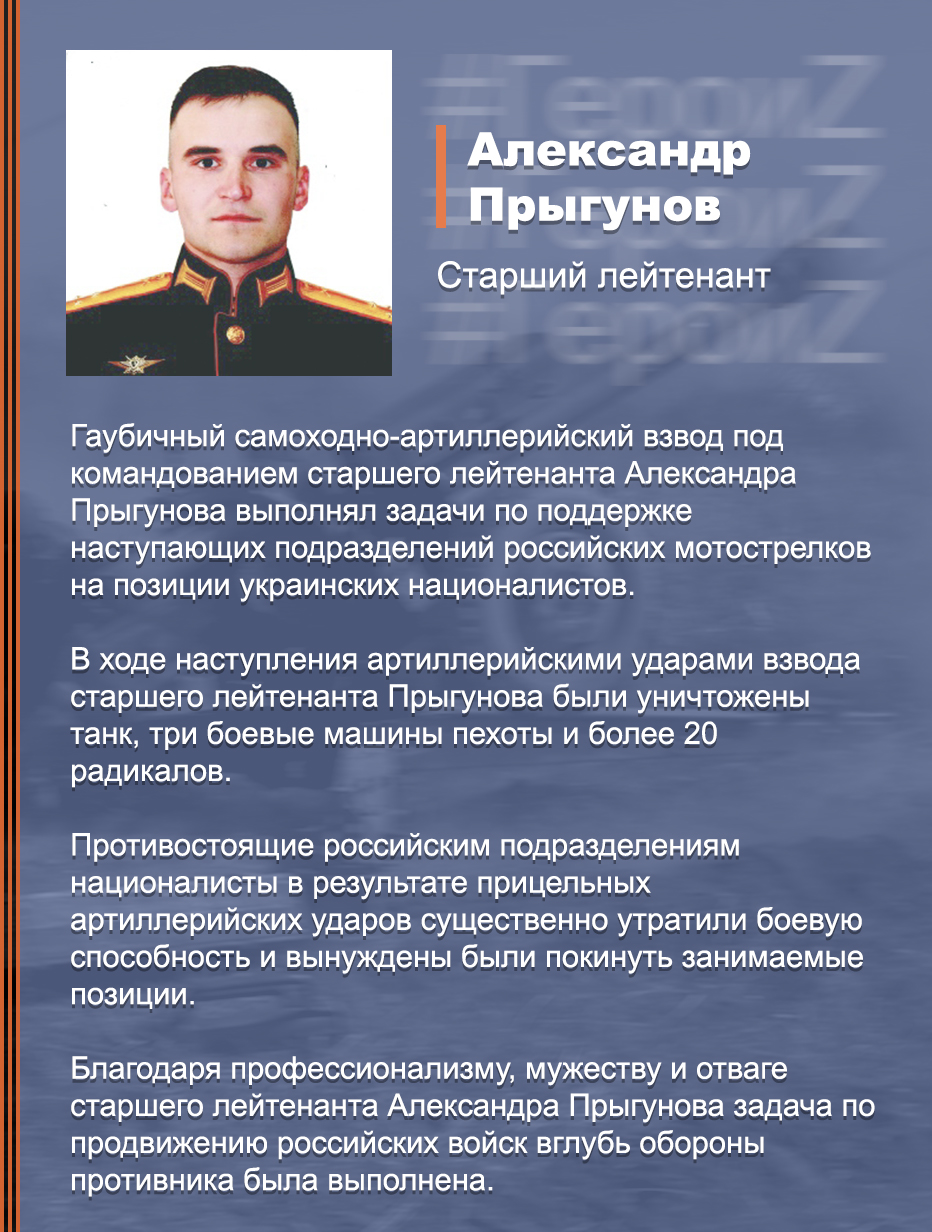 #ГероиZ
Александр
Прыгунов
#ГероиZ
Старший лейтенант
#ГероиZ
Гаубичный самоходно-артиллерийский взвод под
командованием старшего лейтенанта Александра
Прыгунова выполнял задачи по поддержке
наступающих подразделений российских мотострелков
на позиции украинских националистов.
В ходе наступления артиллерийскими ударами взвода
старшего лейтенанта Прыгунова были уничтожены
танк, три боевые машины пехоты и более 20
радикалов.
Противостоящие российским подразделениям
националисты в результате прицельных
артиллерийских ударов существенно утратили боевую
способность и вынуждены были покинуть занимаемые
позиции.
Благодаря профессионализму, мужеству и отваге
старшего лейтенанта Александра Прыгунова задача по
продвижению российских войск вглубь обороны
противника была выполнена.